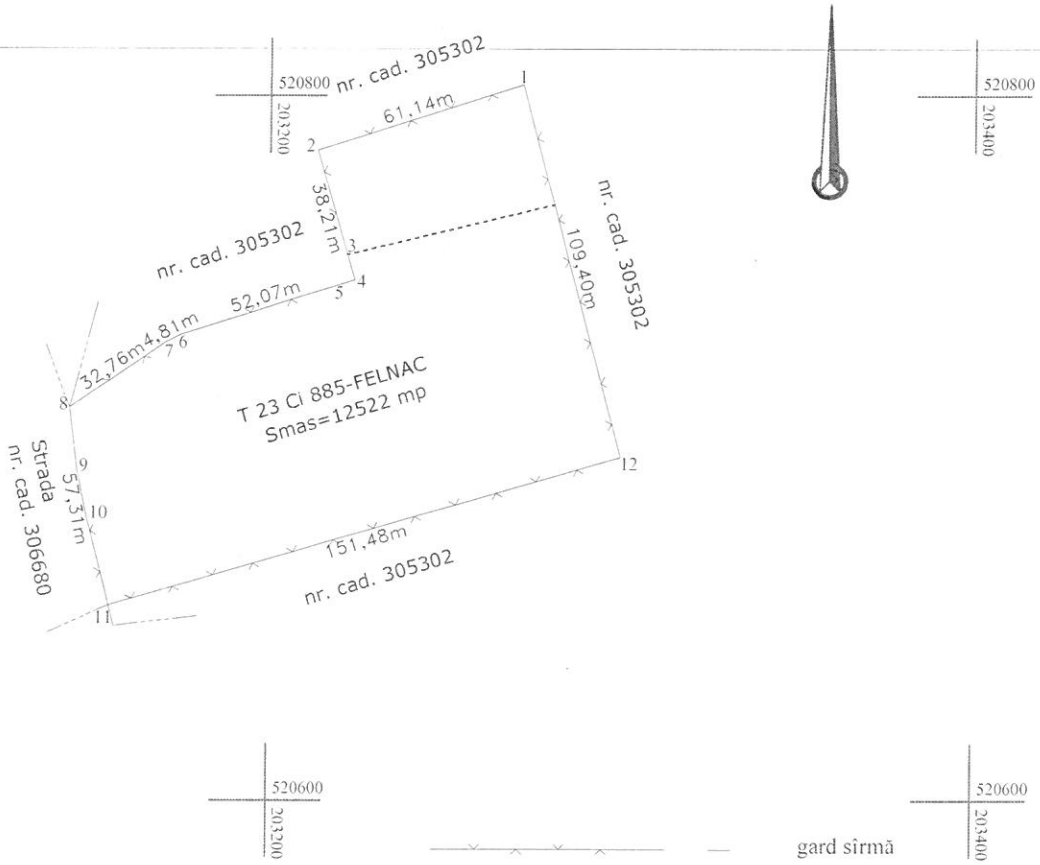 520800
203200
520800
203400
nr. cad. 305302
1
61,14m
2
38,21m
3
nr. cad. 305302
109,40m
nr. cad. 305302
4
5
52,07m
4,81m
32,76m
6
7
8
T 23 Ci 885-FELNAC
Smas=12522 mp
9
57,31m
10
Strada
nr. cad. 306680
12
151,48m
nr. cad. 305302
11
520600
203200
520600
203400
gard sîrmă